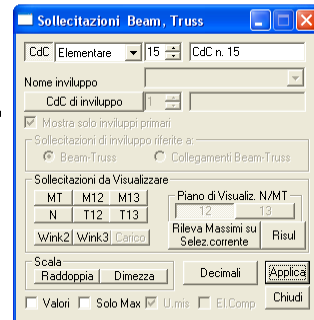 Sollecitazioni Beam, Truss
CdC Elementare 15 CdC n. 15
Nome inviluppo
CdC di inviluppo 1
Mostra solo inviluppi primari
Sollecitazioni di inviluppo riferite a:
Beam-Truss Collegamenti Beam-Truss
Sollecitazioni da Visualizzare
MT M12 M13
Piano di Visualiz. N/MT
N T12 T13
12 13
Wink2 Wink3 Carico
Rileva Massimi su
Selez.corrente
Risul
Scala
Raddoppia Dimezza
Decimali
Applica
Valori Solo Max U.mis El.Comp
Chiudi